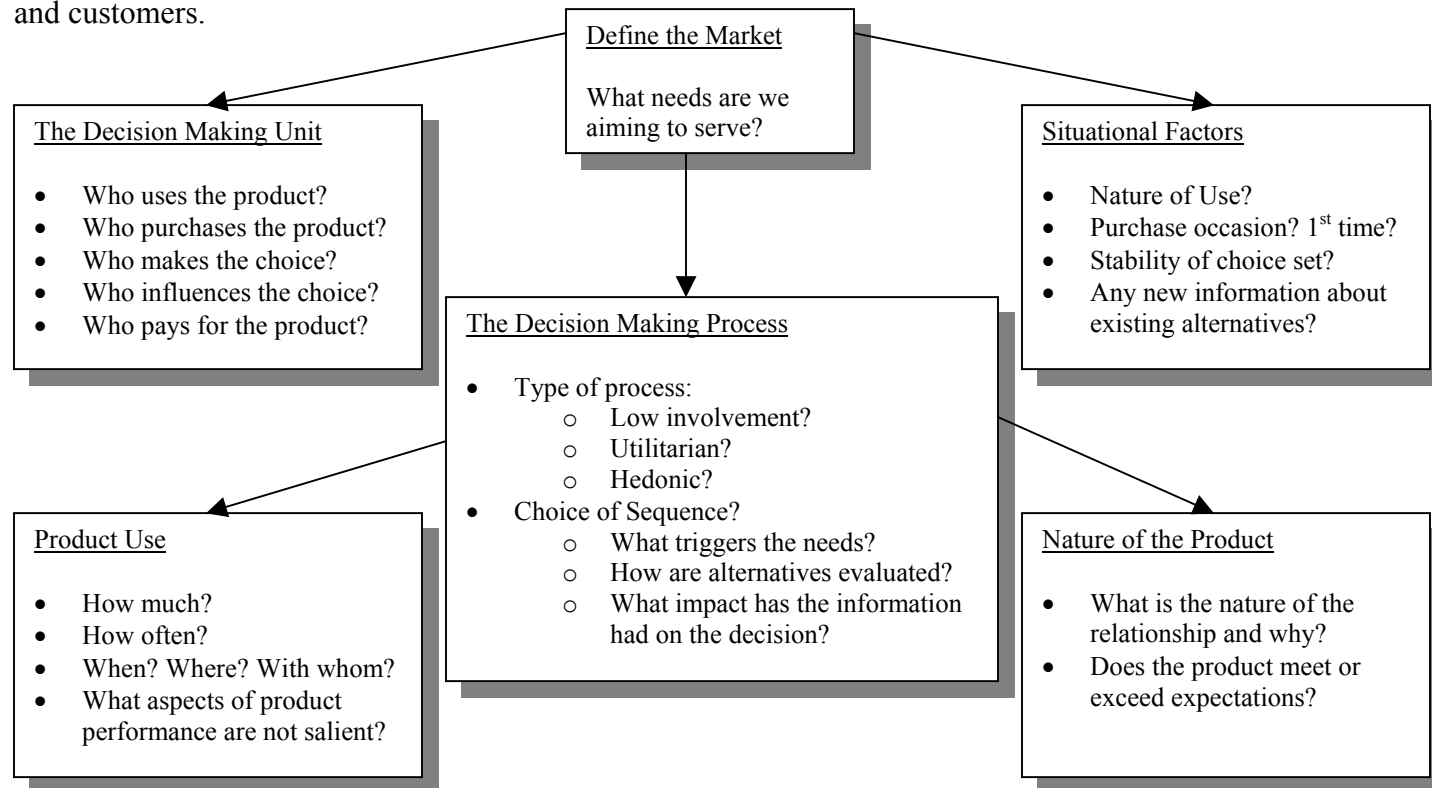 and customers.
Define the Market
What needs are we
aiming to serve?
The Decision Making Unit
• Who uses the product?
• Who purchases the product?
• Who makes the choice?
• Who influences the choice?
• Who pays for the product?
Situational Factors
• Nature of Use?
• Purchase occasion? 1st time?
• Stability of choice set?
• Any new information about
existing alternatives?
The Decision Making Process
• Type of process:
o Low involvement?
o Utilitarian?
o Hedonic?
• Choice of Sequence?
o What triggers the needs?
o How are alternatives evaluated?
o What impact has the information
had on the decision?
Product Use
• How much?
• How often?
• When? Where? With whom?
• What aspects of product
performance are not salient?
Nature of the Product
• What is the nature of the
relationship and why?
• Does the product meet or
exceed expectations?